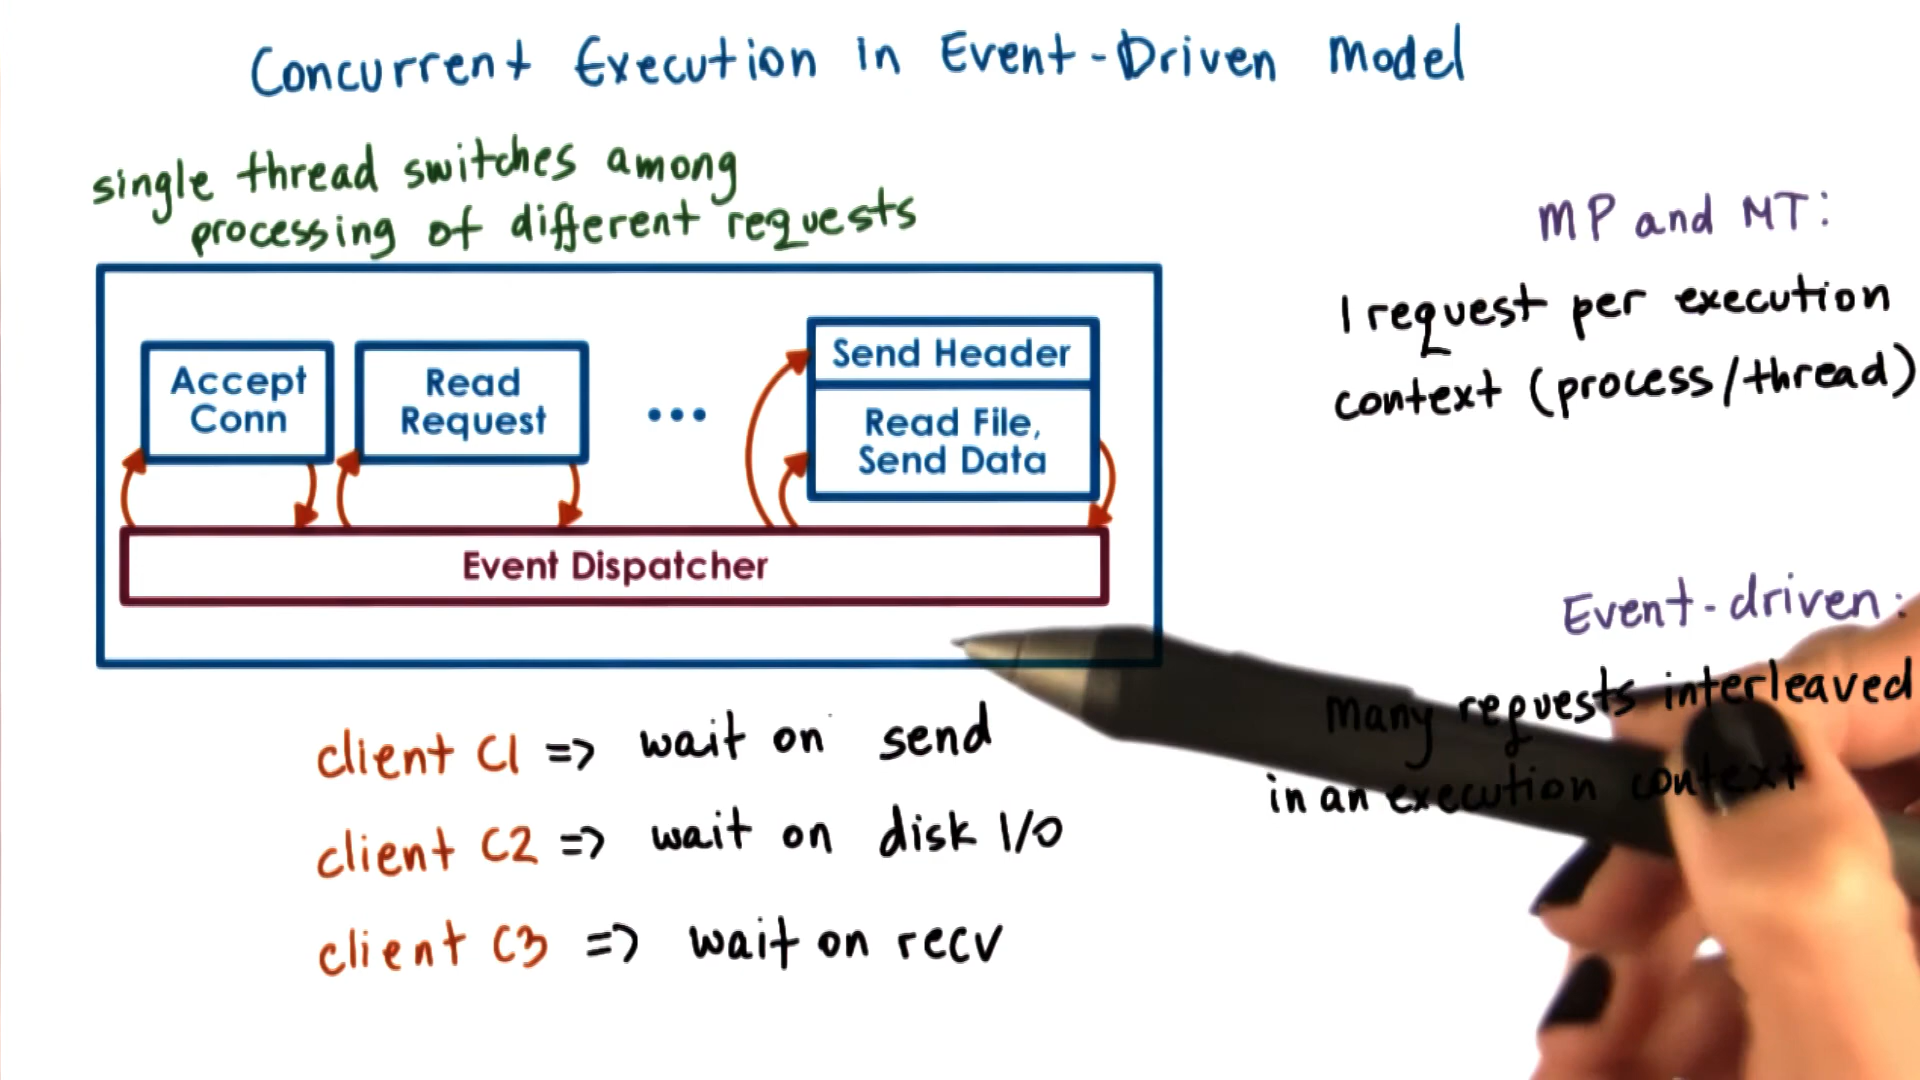 Concurrent Execution in Event-Driven Model
single thread switches among
processing of different requests
Accept
Conn
Read
Request
...
Send Header
Read File,
Send Data
Event Dispatcher
client C1 => wait on send
client C2 => wait on disk I/O
client C3 => wait on recv
MP and MT:
1 request per execution
context (process/thread)
Event-driven:
many requests interleaved
in an execution context